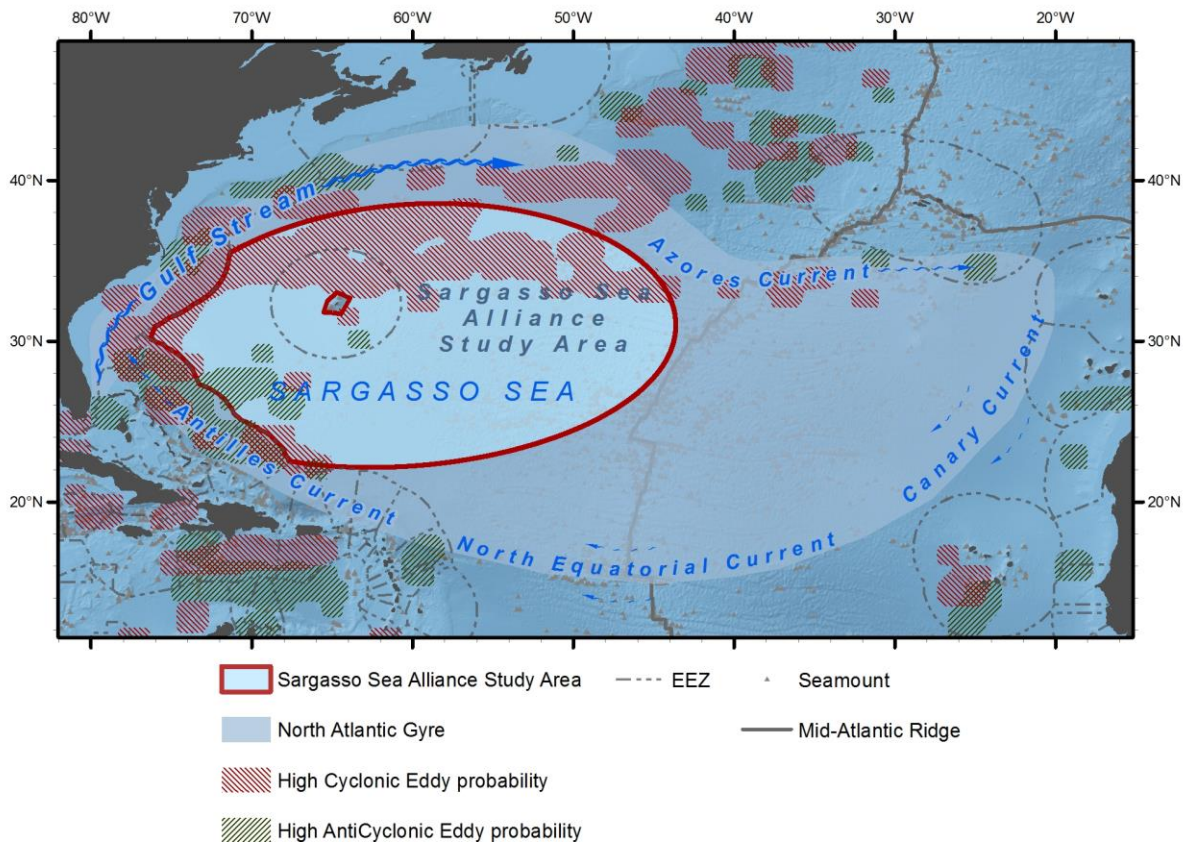 80°W 70°W 60°W 50°W 40°W 30°W 20°W
40°N
30°N
20°N
40°N
30°N
20°N
Gulf Stream
Azores Current
Sargasso Sea
Alliance
Study Area
SARGASSO SEA
Antilles Current
Canary Current
North Equatorial Current
80°W 70°W 60°W 50°W 40°W 30°W 20°W
Sargasso Sea Alliance Study Area
EEZ
Seamount
North Atlantic Gyre
Mid-Atlantic Ridge
High Cyclonic Eddy probability
High AntiCyclonic Eddy probability